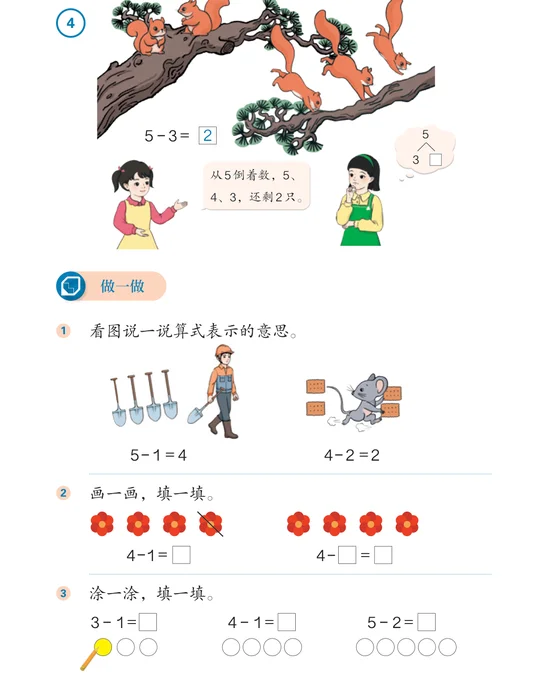 4
5-3= 2
5
3 □
从5倒着数，5、
4、3，还剩2只。
做一做
1 看图说一说算式表示的意思。
5-1=4 4-2=2
2 画一画，填一填。
4-1=□ 4-□=□
3 涂一涂，填一填。
3-1=□ 4-1=□ 5-2=□